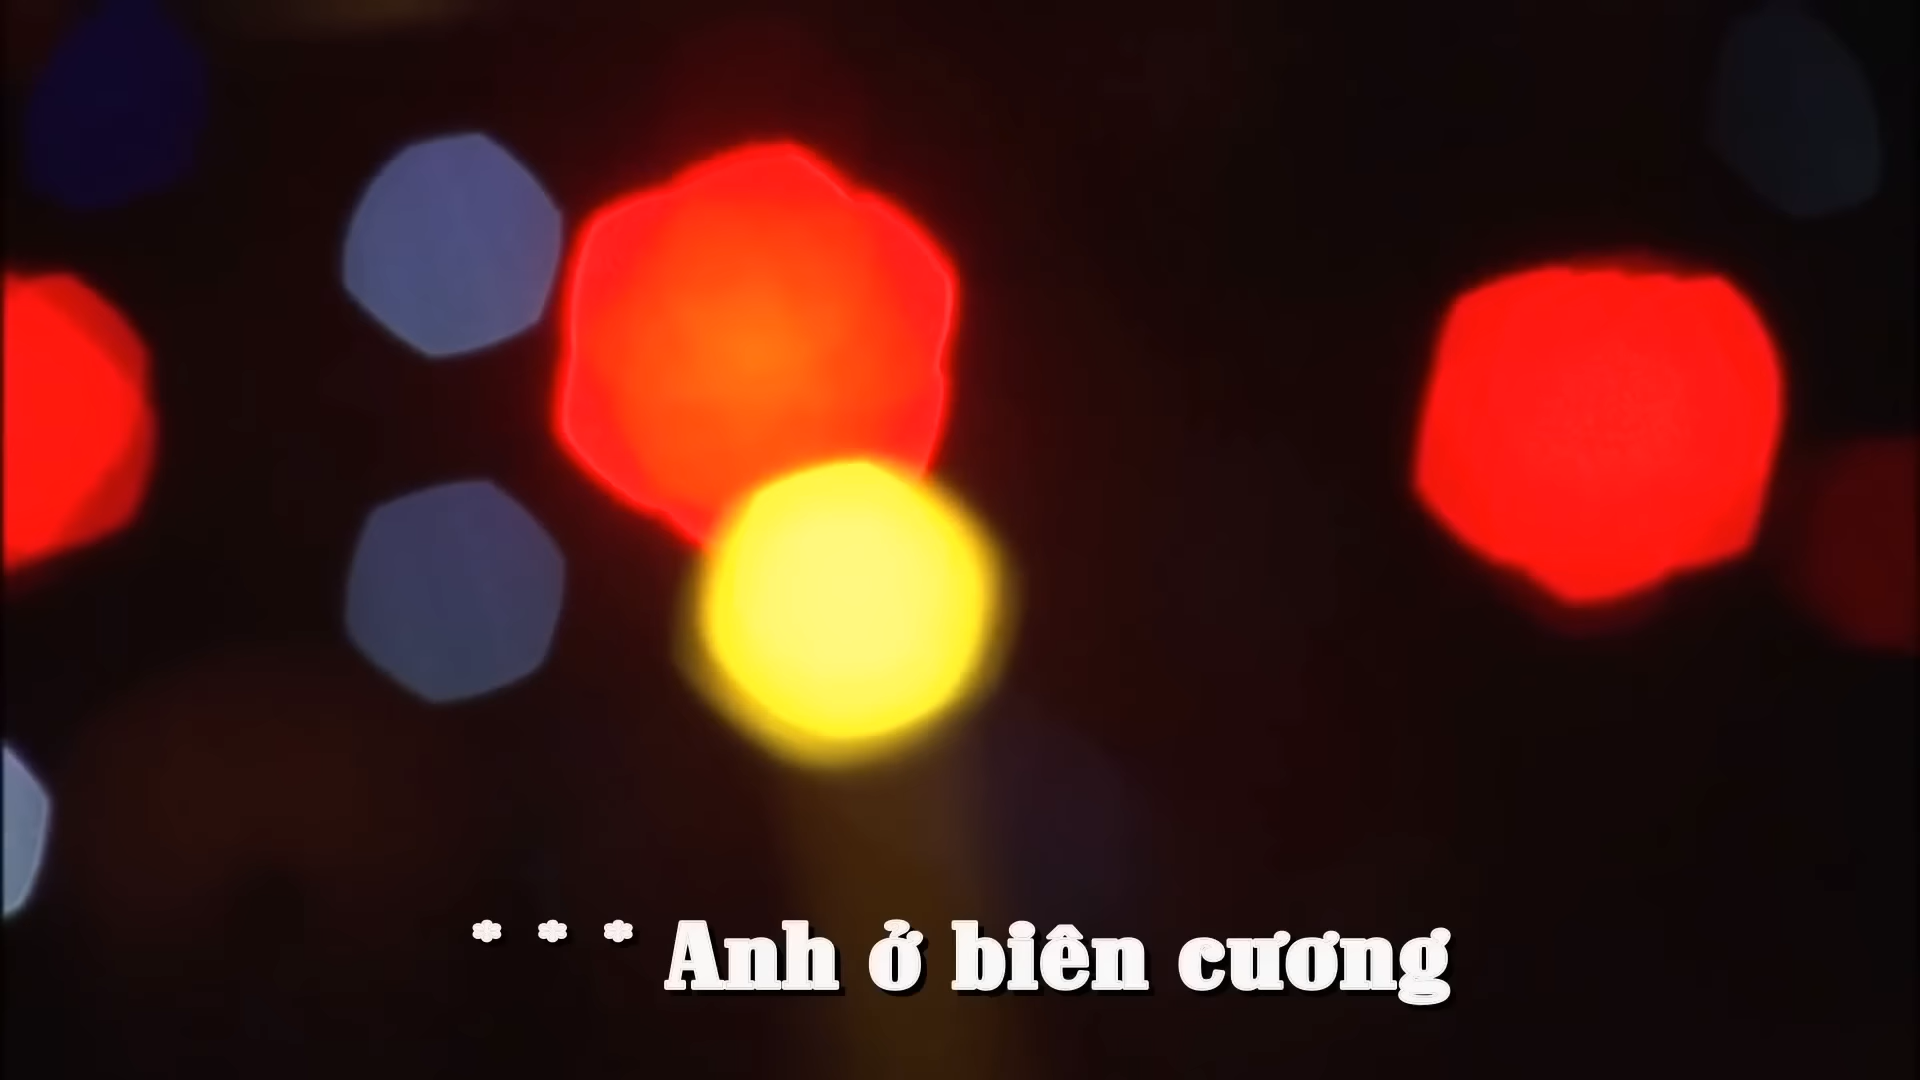 * * * Anh ở biên cương